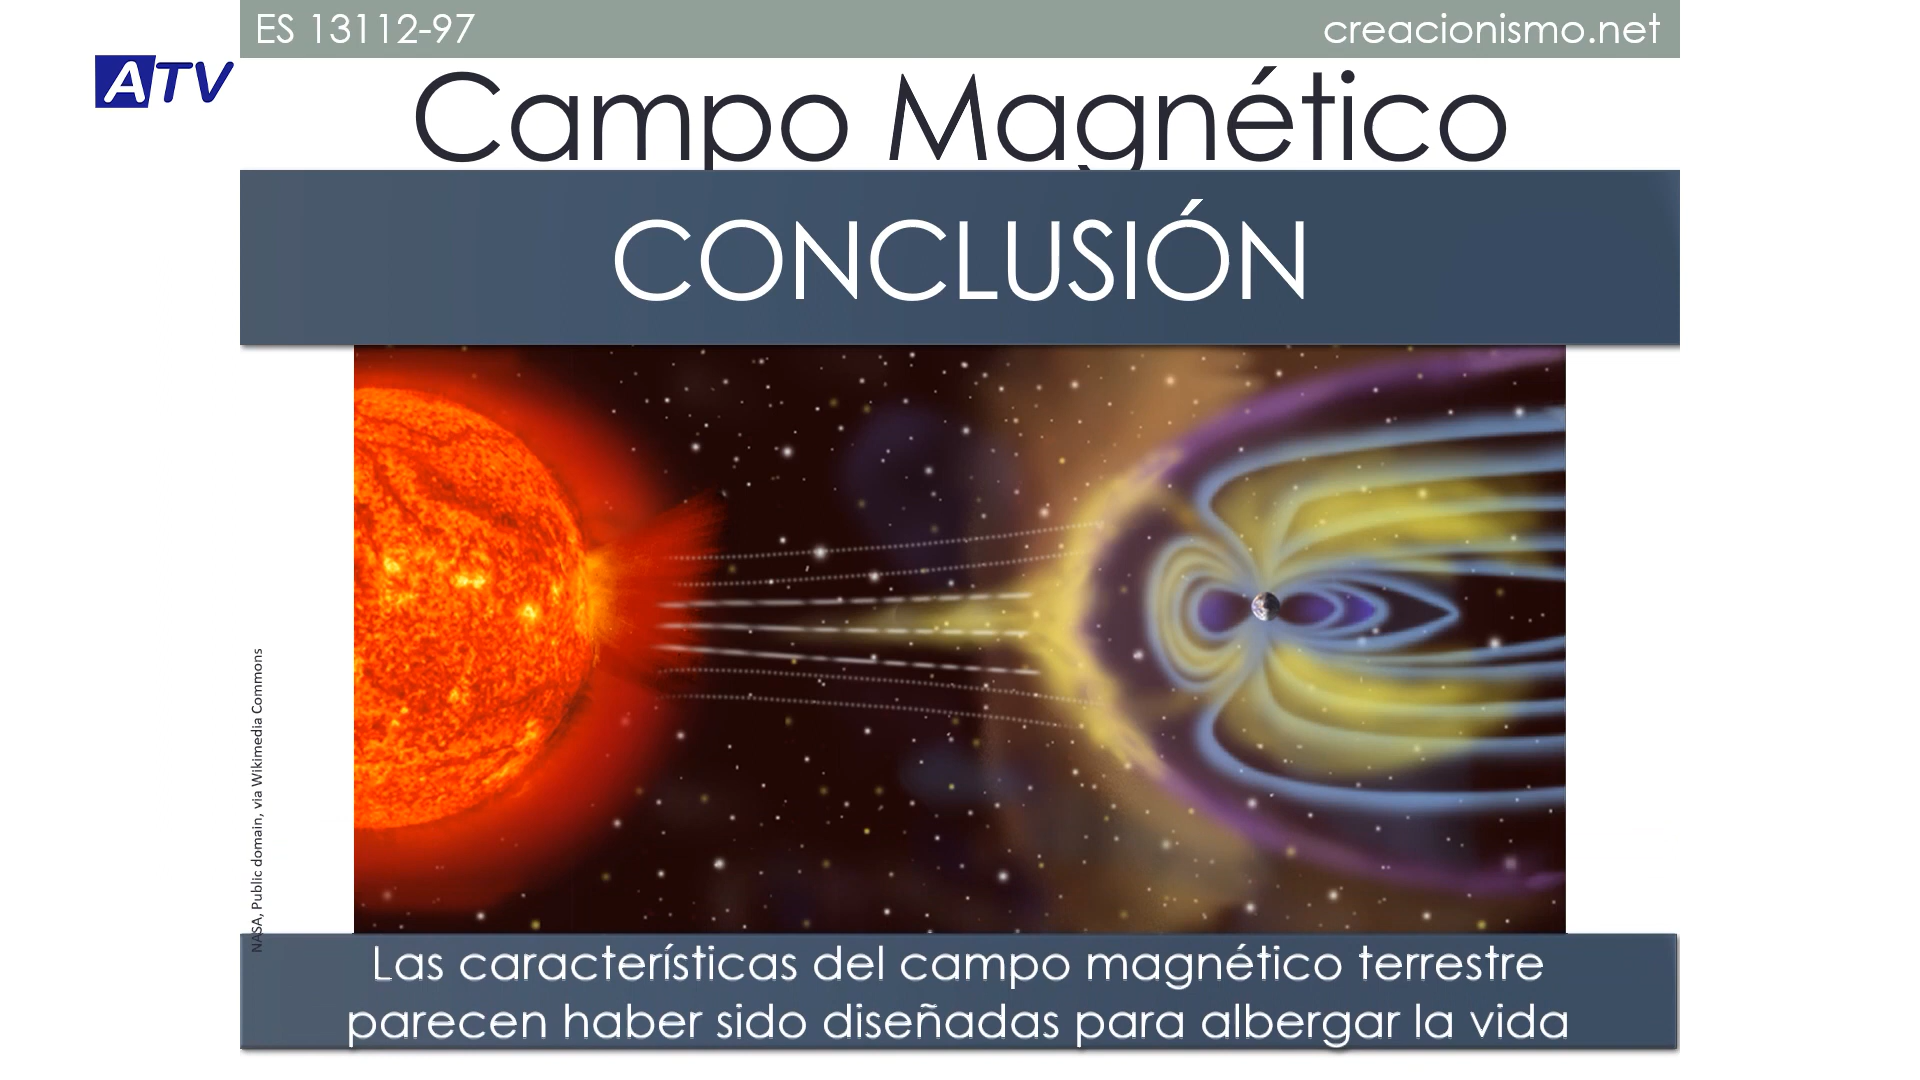 ES 13112-97
creacionismo.net
ATV
Campo Magnético
CONCLUSIÓN
NASA, Public domain, via Wikimedia Commons
Las características del campo magnético terrestre
parecen haber sido diseñadas para albergar la vida